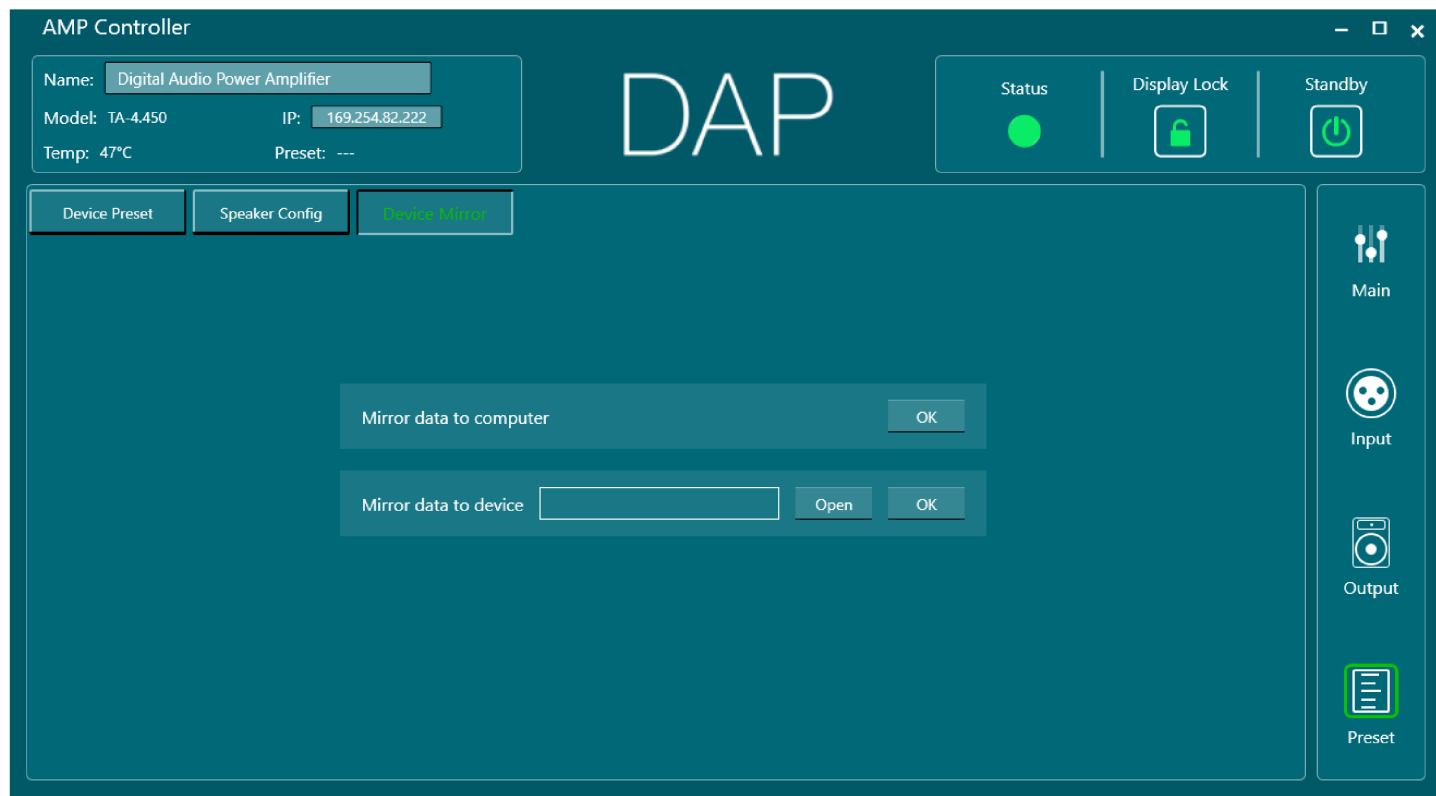 AMP Controller
Name: Digital Audio Power Amplifier
Model: TA-4.450 IP: 169.254.82.222
Temp: 47°C Preset: ---
DAP
Status Display Lock Standby
Device Preset Speaker Config Device Mirror
Mirror data to computer OK
Mirror data to device Open OK
Main
Input
Output
Preset